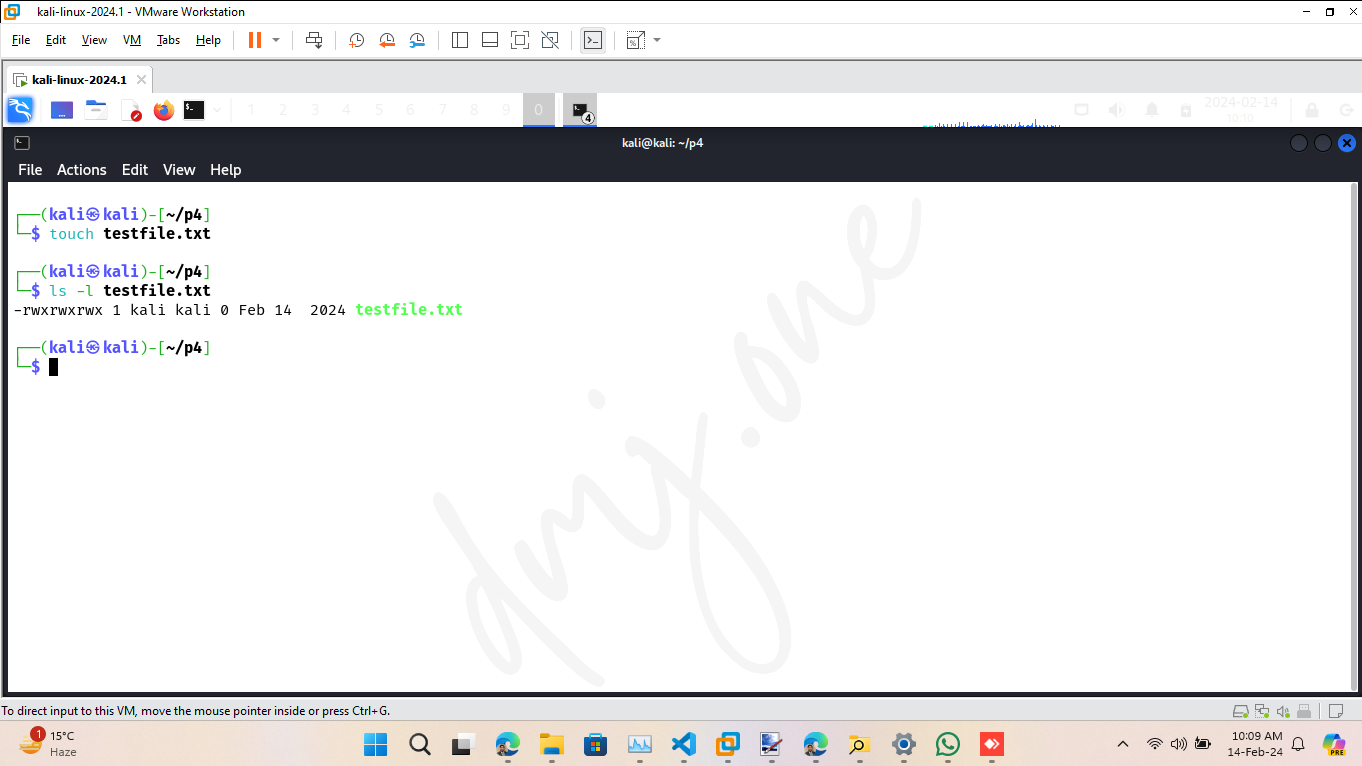 kali-linux-2024.1 - VMware Workstation
File Edit View VM Tabs Help
kali-linux-2024.1
1 2 3 4 5 6 7 8 9 0 4 2024-02-14
10:10
kali@kali: ~/p4
File Actions Edit View Help
┌──(kali㉿kali)-[~/p4]
└─$ touch testfile.txt
┌──(kali㉿kali)-[~/p4]
└─$ ls -l testfile.txt
-rwxrwxrwx 1 kali kali 0 Feb 14  2024 testfile.txt
┌──(kali㉿kali)-[~/p4]
└─$
dmj.one
To direct input to this VM, move the mouse pointer inside or press Ctrl+G.
1 15°C
Haze
PRE
10:09 AM
14-Feb-24